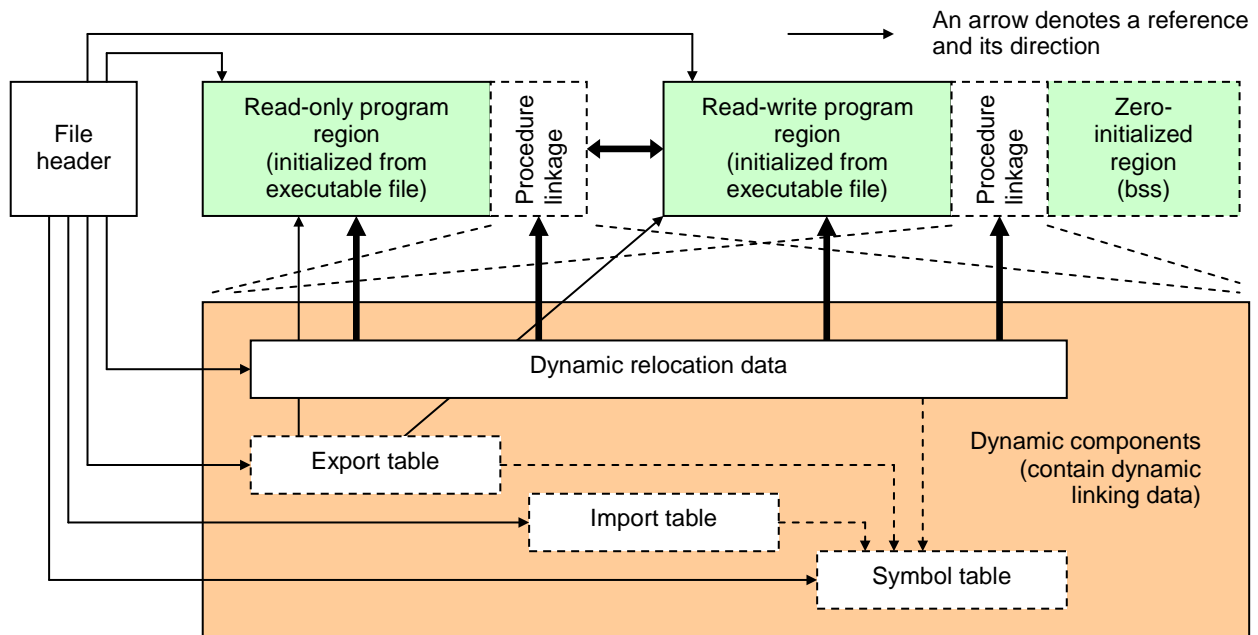 An arrow denotes a reference
and its direction
File
header
Read-only program
region
(initialized from
executable file)
Procedure
linkage
Read-write program
region
(initialized from
executable file)
Procedure
linkage
Zero-
initialized
region
(bss)
Dynamic relocation data
Export table
Dynamic components
(contain dynamic
linking data)
Import table
Symbol table